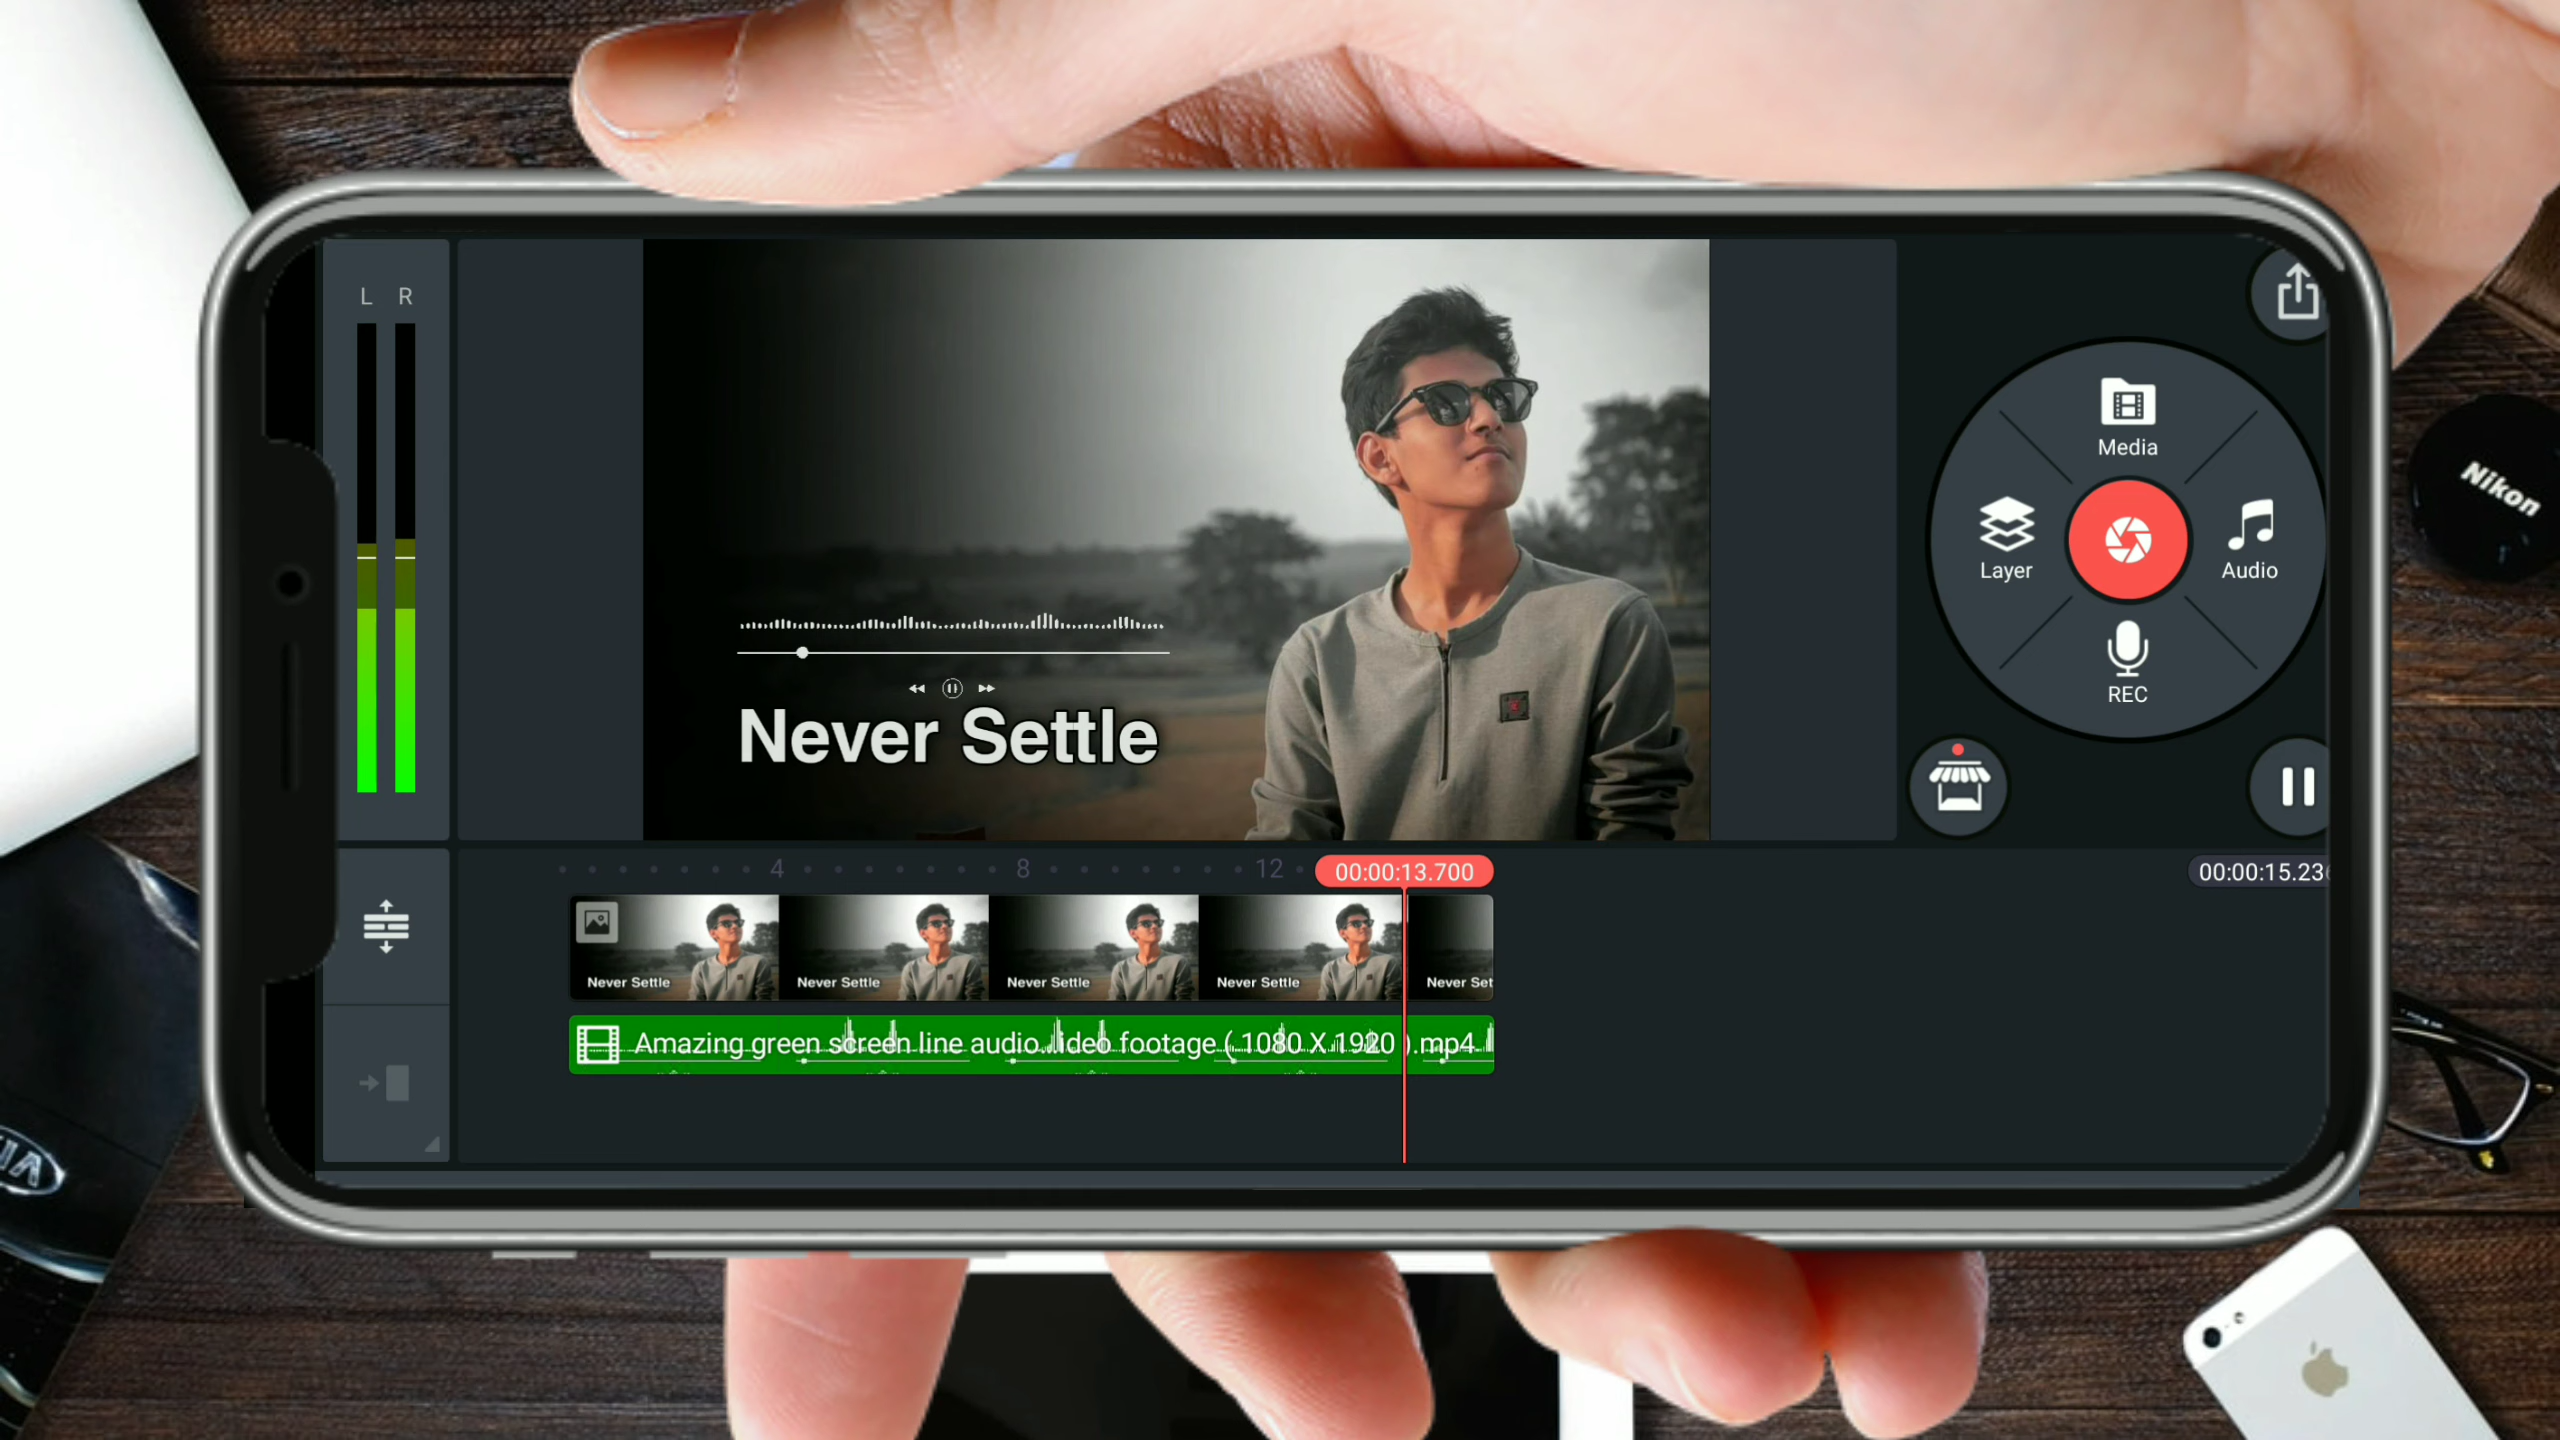 L R
Media
Layer
Audio
REC
Never Settle
4 8 12 00:00:13.700 00:00:15.23
Never Settle Never Settle Never Settle Never Settle Never Set
Amazing green screen line audio video footage ( 1080 X 1920 ).mp4
Nikon